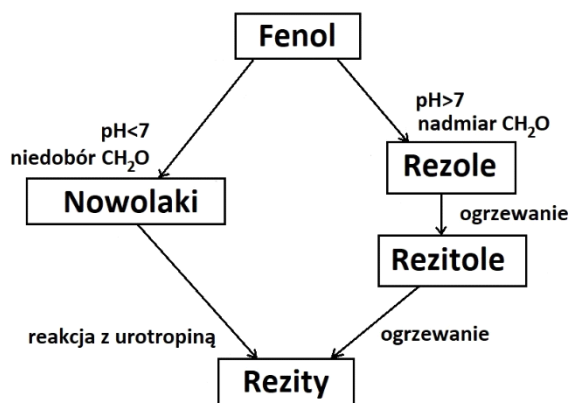 Fenol
pH<7
niedobór CH₂O
pH>7
nadmiar CH₂O
Nowolaki
Rezole
ogrzewanie
Rezitole
reakcja z urotropiną
ogrzewanie
Rezity